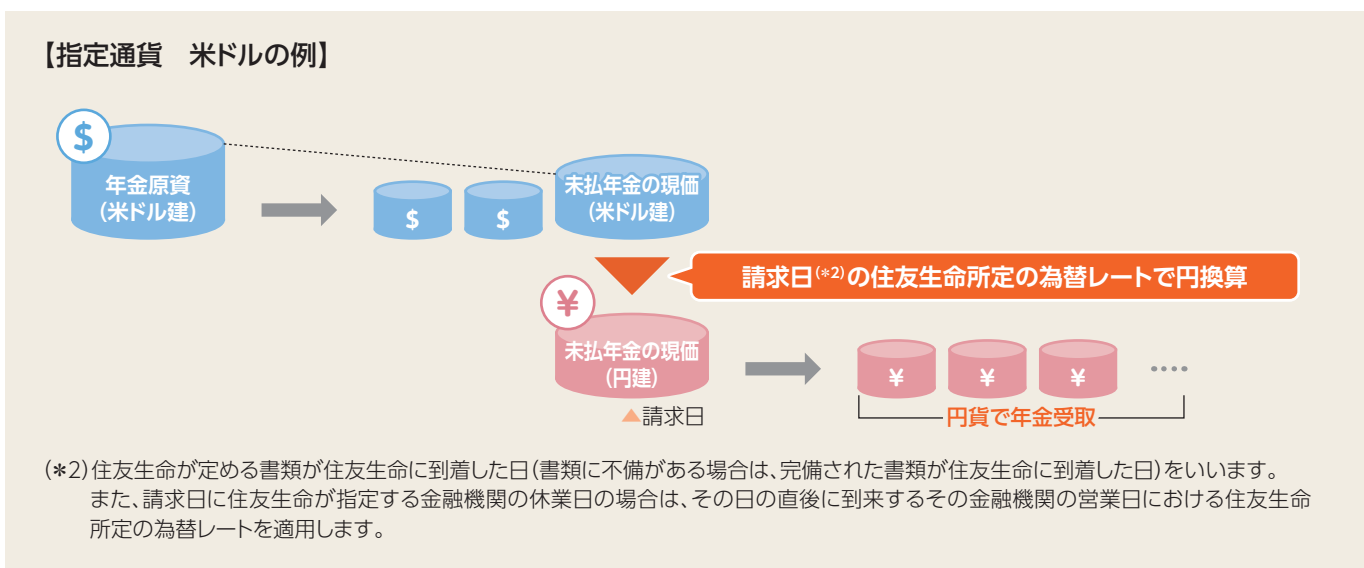 【指定通貨　米ドルの例】
$
年金原資
(米ドル建)
$
$
未払年金の現価
(米ドル建)
請求日(*2)の住友生命所定の為替レートで円換算
¥
未払年金の現価
(円建)
▲請求日
¥
¥
¥
‥‥
円貨で年金受取
(*2)住友生命が定める書類が住友生命に到着した日(書類に不備がある場合は、完備された書類が住友生命に到着した日)をいいます。
また、請求日に住友生命が指定する金融機関の休業日の場合は、その日の直後に到来するその金融機関の営業日における住友生命
所定の為替レートを適用します。